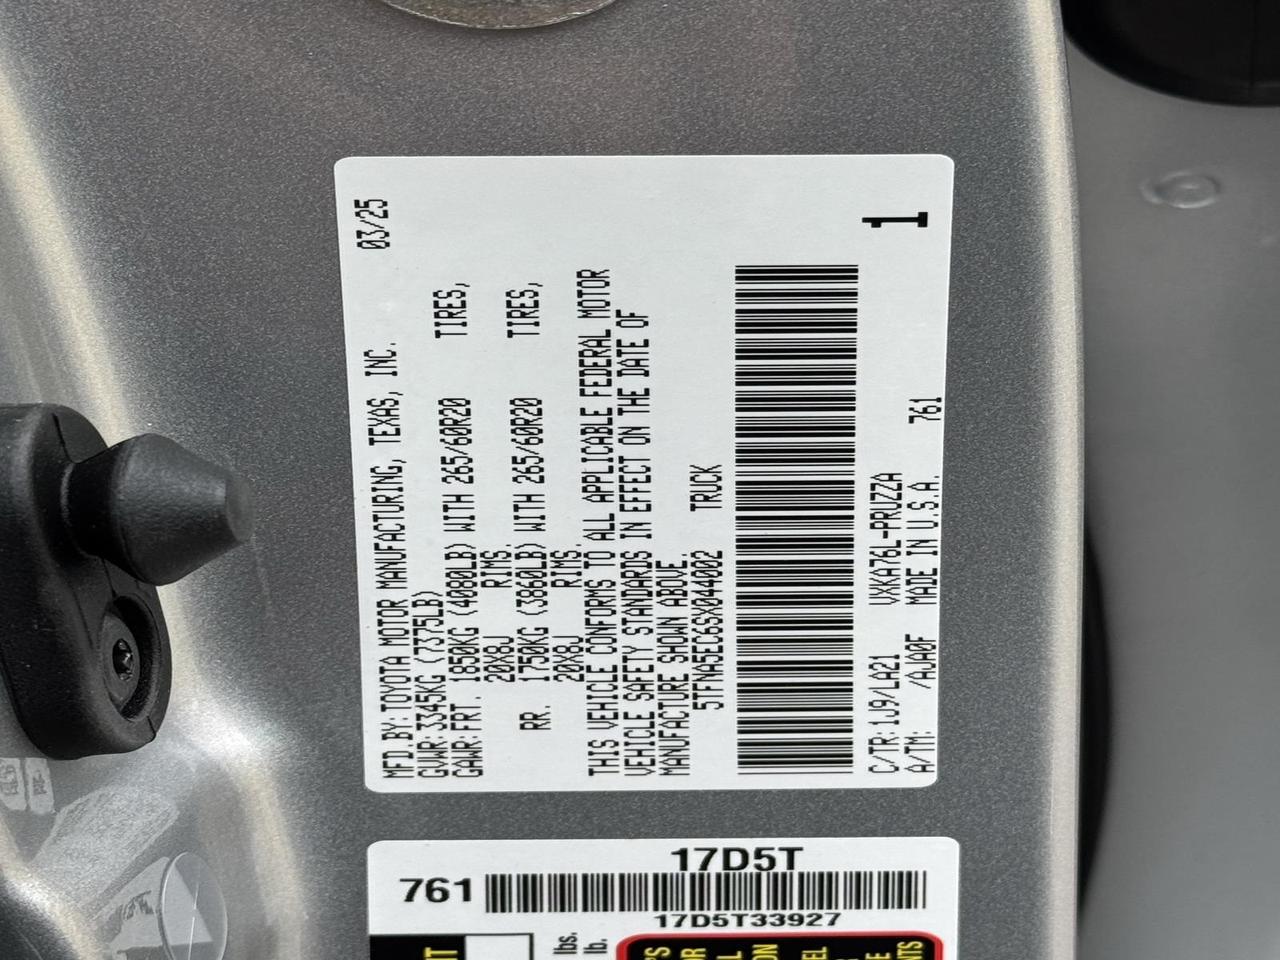 MFD.BY:TOYOTA MOTOR MANUFACTURING, TEXAS, INC. 03/25
GVWR:3345KG (7375LB)
GAWR:FRT. 1850KG (4080LB) WITH 265/60R20 TIRES,
20X8J RIMS,
RR. 1750KG (3860LB) WITH 265/60R20 TIRES,
20X8J RIMS.
THIS VEHICLE CONFORMS TO ALL APPLICABLE FEDERAL MOTOR
VEHICLE SAFETY STANDARDS IN EFFECT ON THE DATE OF
MANUFACTURE SHOWN ABOVE.
5TFNA5EC6SX044002 TRUCK
1
C/TR:1J9/LA21 VXKA76L-PRUZZA
A/TM: /AJA0F MADE IN U.S.A. 761
17D5T
761
17D5T33927
lbs.
lb.